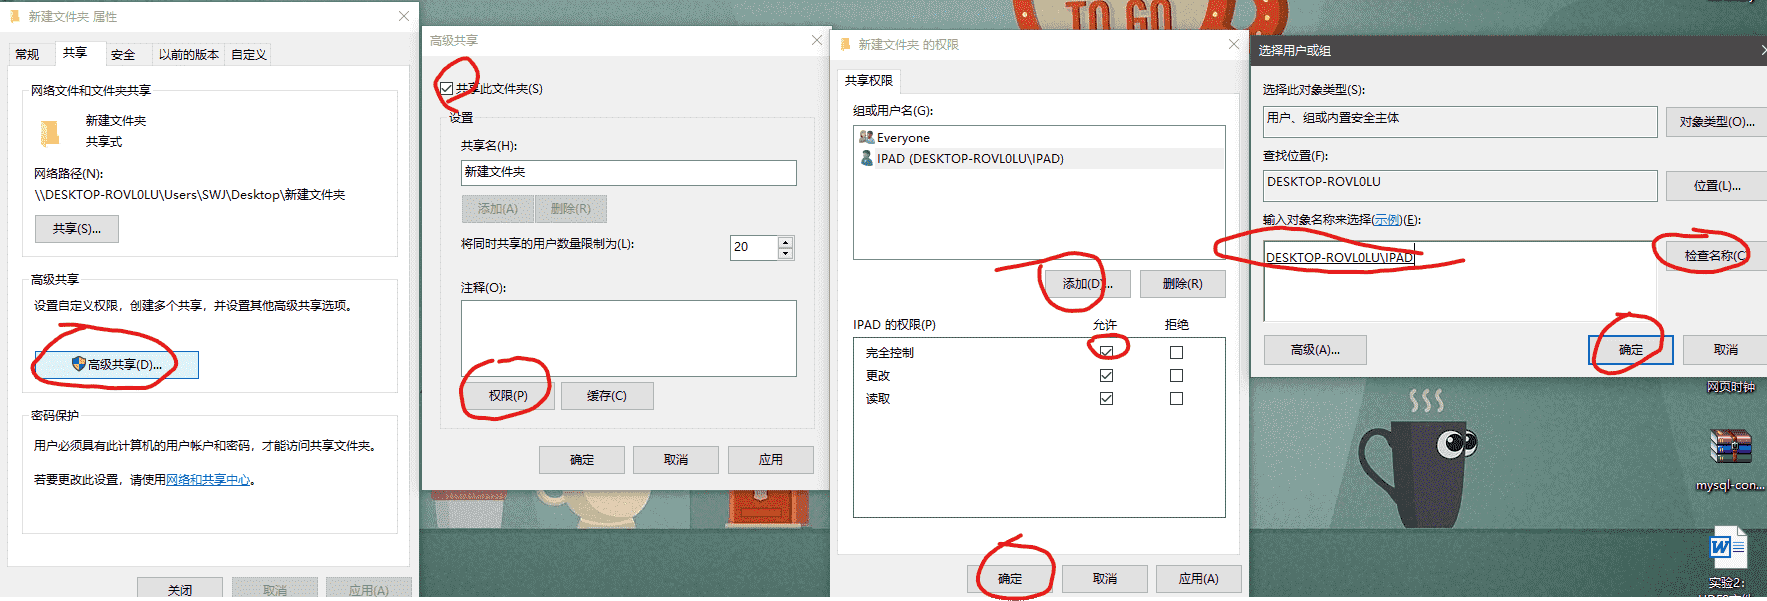 新建文件夹 属性
常规 共享 安全 以前的版本 自定义
网络文件和文件夹共享
新建文件夹
共享式
网络路径(N):
\\DESKTOP-ROVL0LU\Users\SWJ\Desktop\新建文件夹
共享(S)...
高级共享
设置自定义权限，创建多个共享，并设置其他高级共享选项。
高级共享(D)...
密码保护
用户必须具有此计算机的用户帐户和密码，才能访问共享文件夹。
若要更改此设置，请使用网络和共享中心。
关闭 取消 应用(A)
高级共享
共享此文件夹(S)
设置
共享名(H):
新建文件夹
添加(A) 删除(R)
将同时共享的用户数量限制为(L): 20
注释(O):
权限(P) 缓存(C)
确定 取消 应用
新建文件夹 的权限
共享权限
组或用户名(G):
Everyone
IPAD (DESKTOP-ROVL0LU\IPAD)
添加(D)... 删除(R)
IPAD 的权限(P) 允许 拒绝
完全控制
更改
读取
确定 取消 应用(A)
选择用户或组
选择此对象类型(S):
用户、组或内置安全主体 对象类型(O)...
查找位置(F):
DESKTOP-ROVL0LU 位置(L)...
输入对象名称来选择(示例)(E):
DESKTOP-ROVL0LU\IPAD 检查名称(C
高级(A)... 确定 取消
TO GO
网页时钟
mysql-con...
实验2: